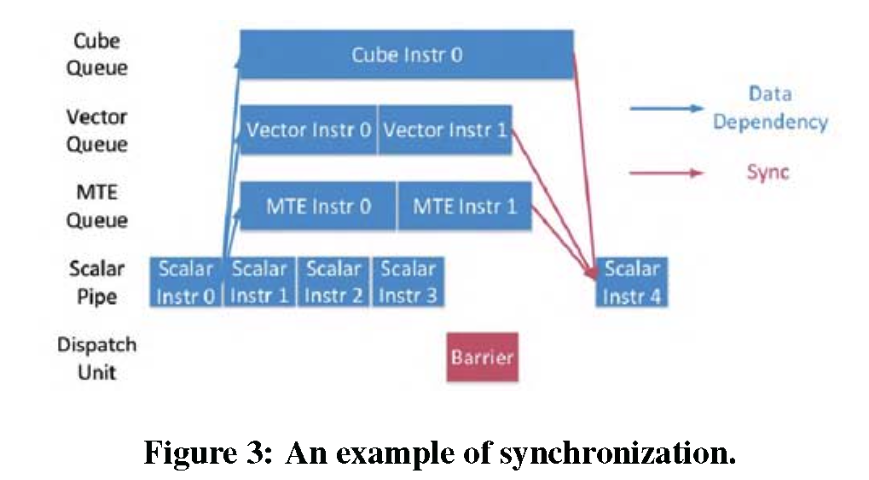 Cube
Queue
Cube Instr 0
Vector
Queue
Vector Instr 0
Vector Instr 1
Data
Dependency
Sync
MTE
Queue
MTE Instr 0
MTE Instr 1
Scalar
Pipe
Scalar
Instr 0
Scalar
Instr 1
Scalar
Instr 2
Scalar
Instr 3
Scalar
Instr 4
Dispatch
Unit
Barrier
Figure 3: An example of synchronization.